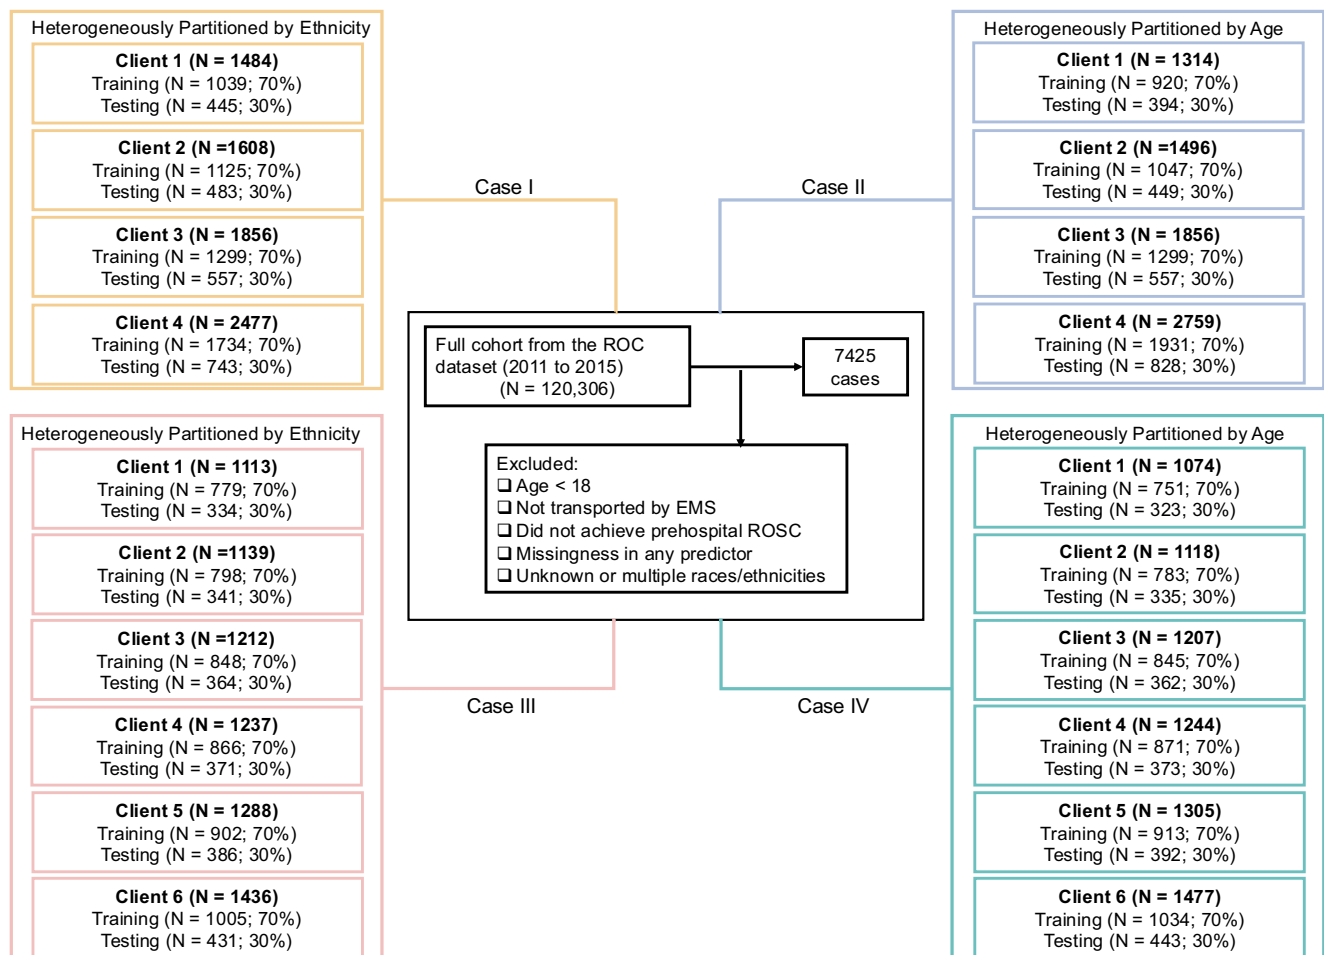 Heterogeneously Partitioned by Ethnicity
Client 1 (N = 1484)
Training (N = 1039; 70%)
Testing (N = 445; 30%)
Client 2 (N =1608)
Training (N = 1125; 70%)
Testing (N = 483; 30%)
Client 3 (N = 1856)
Training (N = 1299; 70%)
Testing (N = 557; 30%)
Client 4 (N = 2477)
Training (N = 1734; 70%)
Testing (N = 743; 30%)
Case I
Case II
Heterogeneously Partitioned by Age
Client 1 (N = 1314)
Training (N = 920; 70%)
Testing (N = 394; 30%)
Client 2 (N =1496)
Training (N = 1047; 70%)
Testing (N = 449; 30%)
Client 3 (N = 1856)
Training (N = 1299; 70%)
Testing (N = 557; 30%)
Client 4 (N = 2759)
Training (N = 1931; 70%)
Testing (N = 828; 30%)
Full cohort from the ROC
dataset (2011 to 2015)
(N = 120,306)
7425
cases
Excluded:
❑ Age < 18
❑ Not transported by EMS
❑ Did not achieve prehospital ROSC
❑ Missingness in any predictor
❑ Unknown or multiple races/ethnicities
Heterogeneously Partitioned by Ethnicity
Client 1 (N = 1113)
Training (N = 779; 70%)
Testing (N = 334; 30%)
Client 2 (N =1139)
Training (N = 798; 70%)
Testing (N = 341; 30%)
Client 3 (N =1212)
Training (N = 848; 70%)
Testing (N = 364; 30%)
Client 4 (N = 1237)
Training (N = 866; 70%)
Testing (N = 371; 30%)
Client 5 (N = 1288)
Training (N = 902; 70%)
Testing (N = 386; 30%)
Client 6 (N = 1436)
Training (N = 1005; 70%)
Testing (N = 431; 30%)
Case III
Case IV
Heterogeneously Partitioned by Age
Client 1 (N = 1074)
Training (N = 751; 70%)
Testing (N = 323; 30%)
Client 2 (N = 1118)
Training (N = 783; 70%)
Testing (N = 335; 30%)
Client 3 (N = 1207)
Training (N = 845; 70%)
Testing (N = 362; 30%)
Client 4 (N = 1244)
Training (N = 871; 70%)
Testing (N = 373; 30%)
Client 5 (N = 1305)
Training (N = 913; 70%)
Testing (N = 392; 30%)
Client 6 (N = 1477)
Training (N = 1034; 70%)
Testing (N = 443; 30%)